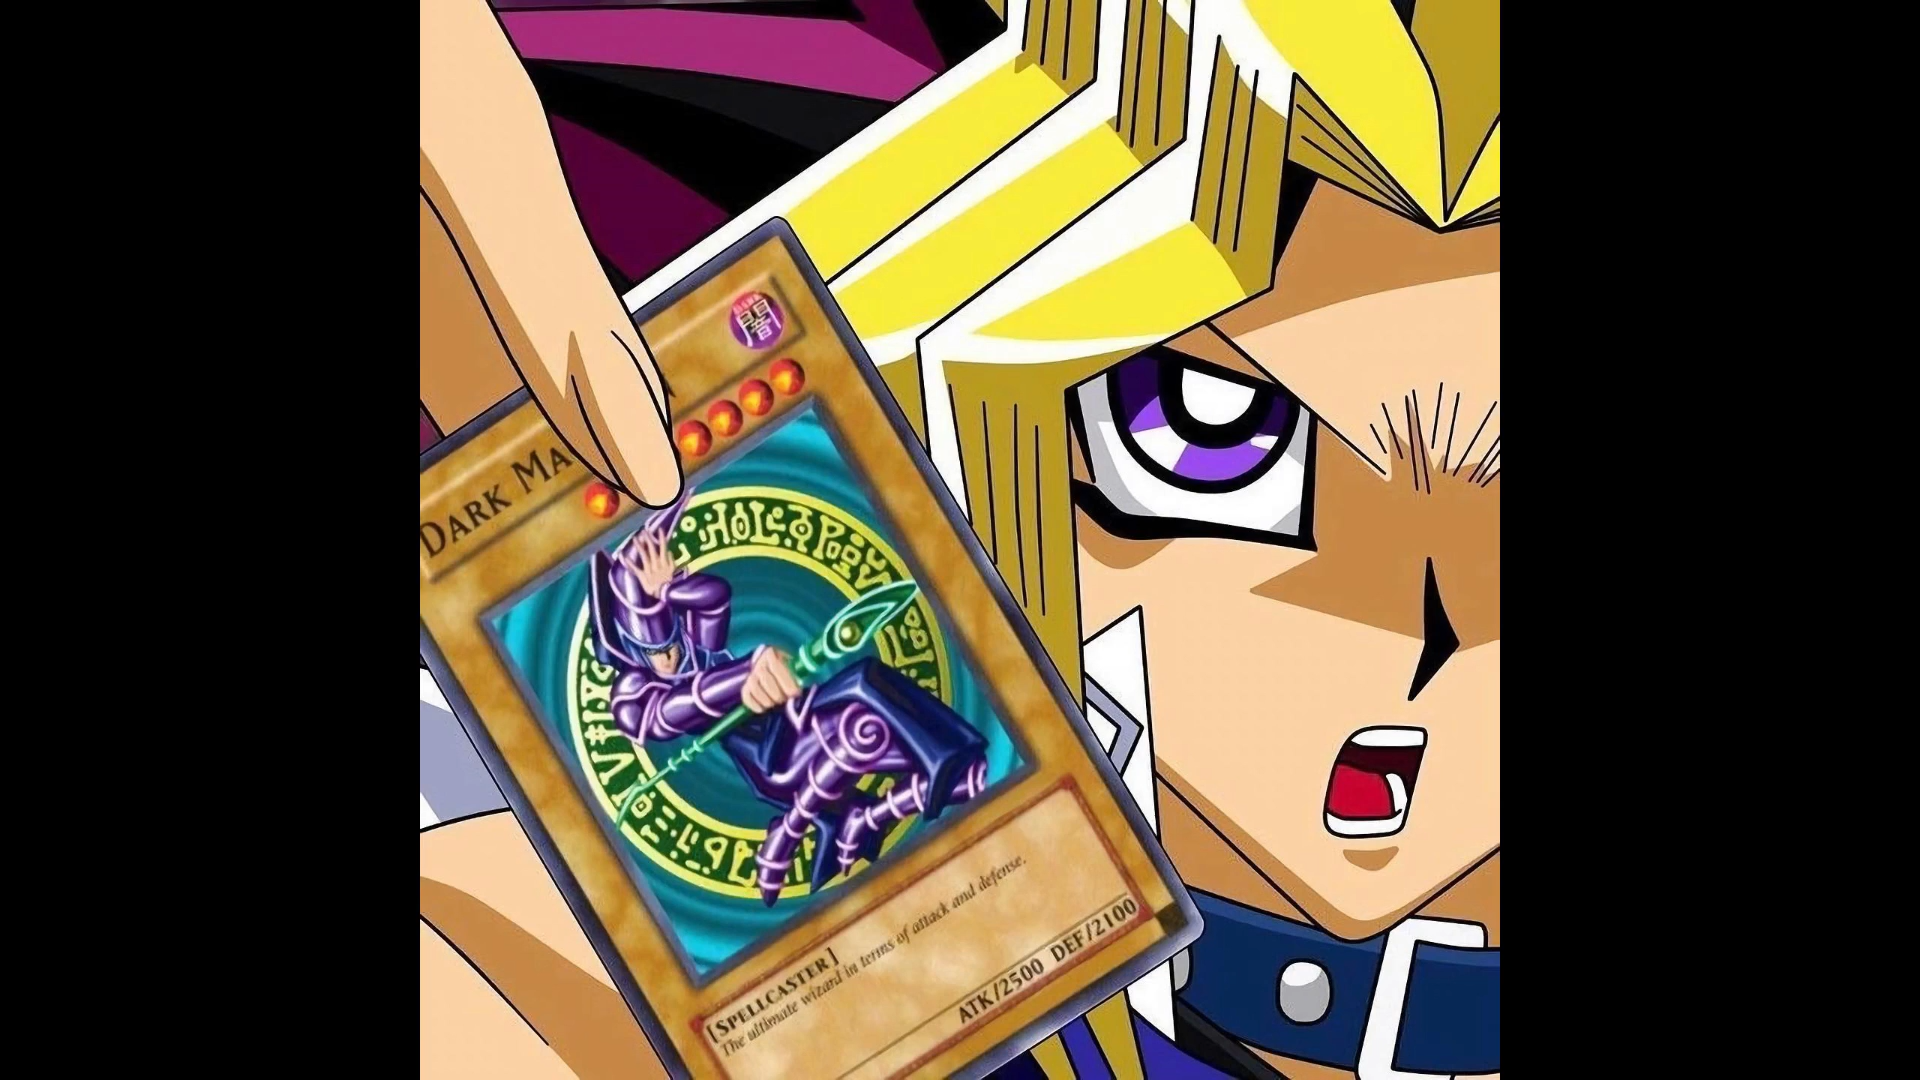 DARK MA
闇
[SPELLCASTER]
The ultimate wizard in terms of attack and defense.
ATK/2500 DEF/2100